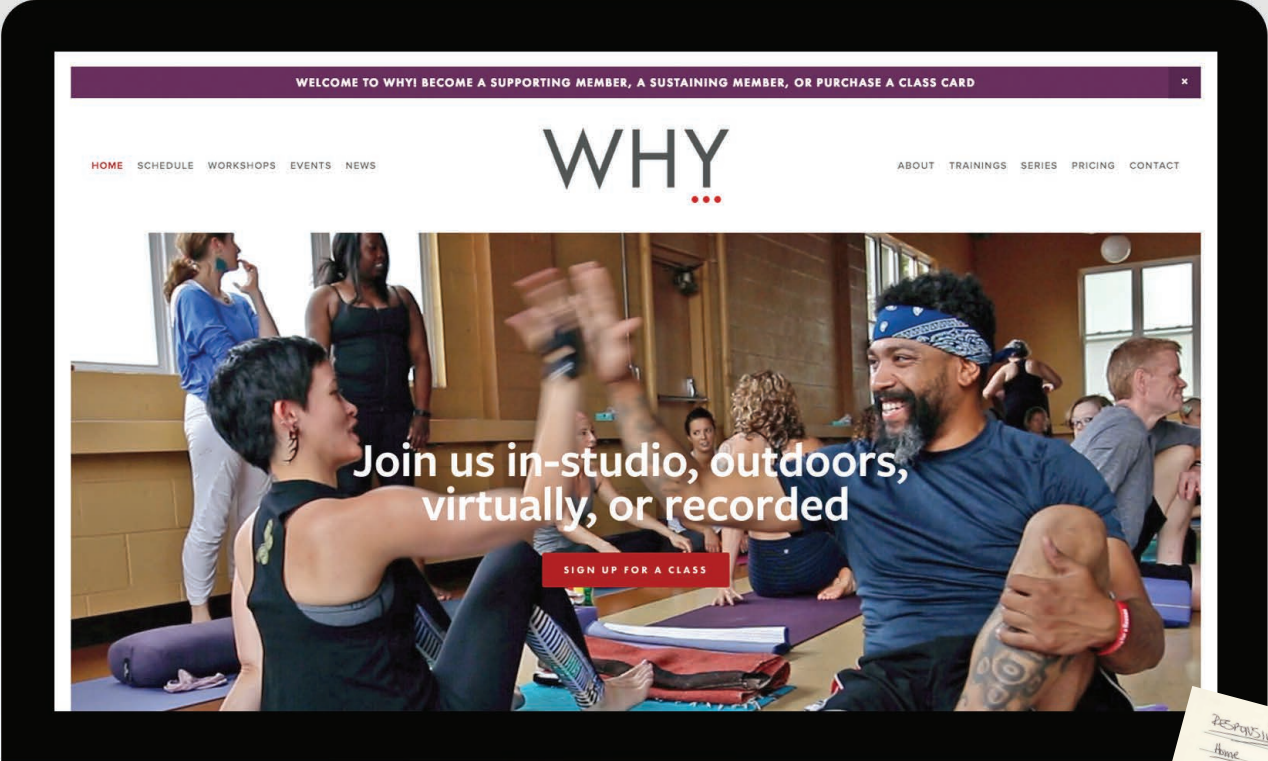 WELCOME TO WHY! BECOME A SUPPORTING MEMBER, A SUSTAINING MEMBER, OR PURCHASE A CLASS CARD ×
HOME SCHEDULE WORKSHOPS EVENTS NEWS
WHY...
ABOUT TRAININGS SERIES PRICING CONTACT
Join us in-studio, outdoors,
virtually, or recorded
SIGN UP FOR A CLASS
Home